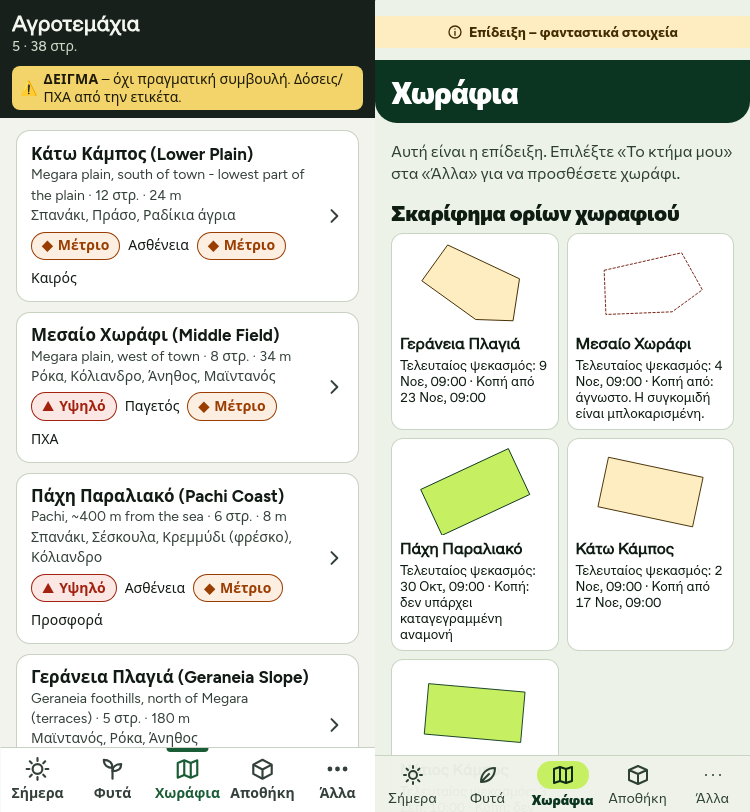 Αγροτεμάχια
5 · 38 στρ.
ΔΕΙΓΜΑ – όχι πραγματική συμβουλή. Δόσεις/
ΠΧΑ από την ετικέτα.
Κάτω Κάμπος (Lower Plain)
Megara plain, south of town - lowest part of
the plain · 12 στρ. · 24 m
Σπανάκι, Πράσο, Ραδίκια άγρια
Μέτριο Ασθένεια Μέτριο
Καιρός
Μεσαίο Χωράφι (Middle Field)
Megara plain, west of town · 8 στρ. · 34 m
Ρόκα, Κόλιανδρο, Άνηθος, Μαϊντανός
Υψηλό Παγετός Μέτριο
ΠΧΑ
Πάχη Παραλιακό (Pachi Coast)
Pachi, ~400 m from the sea · 6 στρ. · 8 m
Σπανάκι, Σέσκουλα, Κρεμμύδι (φρέσκο),
Κόλιανδρο
Υψηλό Ασθένεια Μέτριο
Προσφορά
Γεράνεια Πλαγιά (Geraneia Slope)
Geraneia foothills, north of Megara
(terraces) · 5 στρ. · 180 m
Μαϊντανός, Ρόκα, Άνηθος
Σήμερα Φυτά Χωράφια Αποθήκη Άλλα
Επίδειξη – φανταστικά στοιχεία
Χωράφια
Αυτή είναι η επίδειξη. Επιλέξτε «Το κτήμα μου»
στα «Άλλα» για να προσθέσετε χωράφι.
Σκαρίφημα ορίων χωραφιού
Γεράνεια Πλαγιά
Τελευταίος ψεκασμός: 9
Νοε, 09:00 · Κοπή από
23 Νοε, 09:00
Μεσαίο Χωράφι
Τελευταίος ψεκασμός: 4
Νοε, 09:00 · Κοπή από:
άγνωστο. Η συγκομιδή
είναι μπλοκαρισμένη.
Πάχη Παραλιακό
Τελευταίος ψεκασμός:
30 Οκτ, 09:00 · Κοπή:
δεν υπάρχει
καταγεγραμμένη
αναμονή
Κάτω Κάμπος
Τελευταίος ψεκασμός: 2
Νοε, 09:00 · Κοπή από
17 Νοε, 09:00
Σήμερα Φυτά Χωράφια Αποθήκη Άλλα